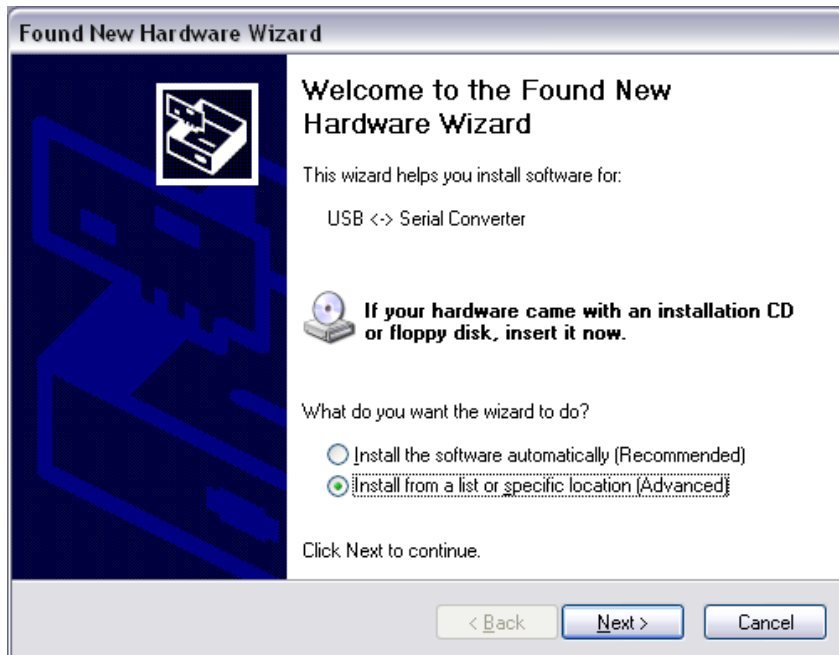 Found New Hardware Wizard
Welcome to the Found New
Hardware Wizard
This wizard helps you install software for:
USB <-> Serial Converter
If your hardware came with an installation CD
or floppy disk, insert it now.
What do you want the wizard to do?
Install the software automatically (Recommended)
Install from a list or specific location (Advanced)
Click Next to continue.
< Back
Next >
Cancel